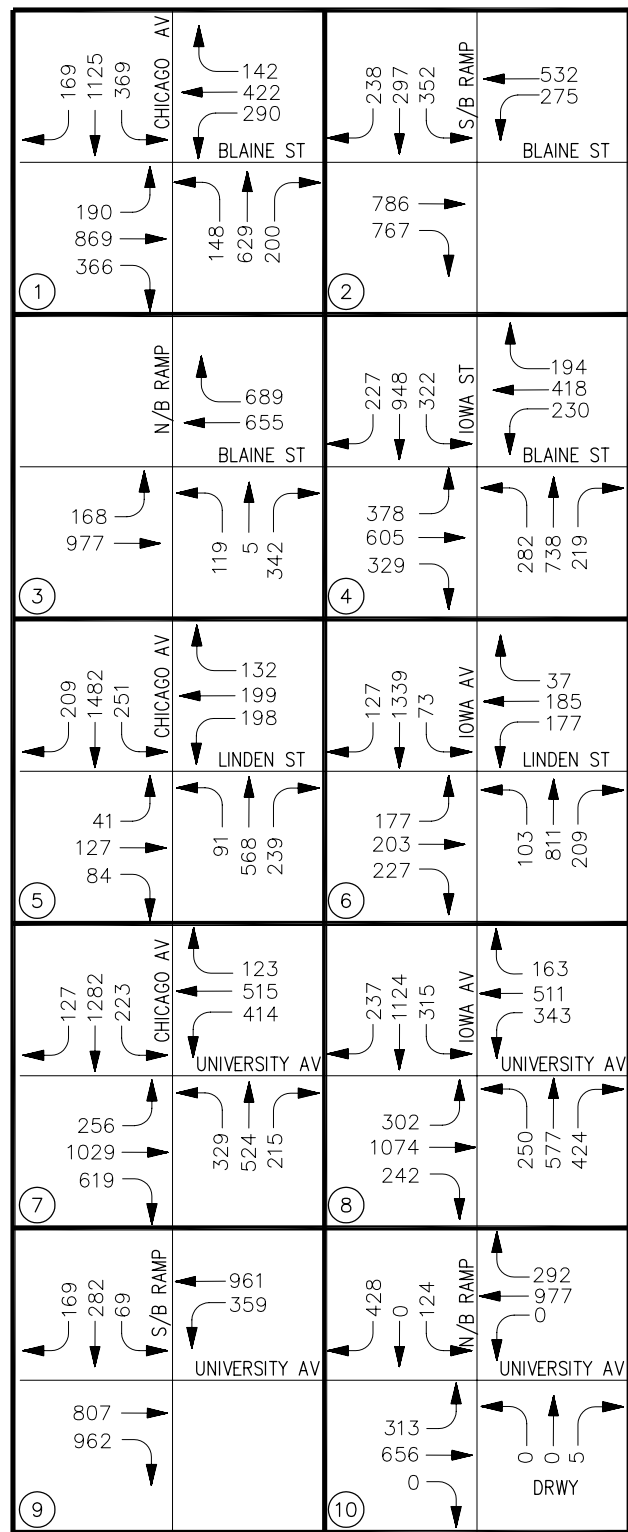 169 1125 369
CHICAGO AV
142
422
290
BLAINE ST
190
869
366
148 629 200
1
238 297 352
S/B RAMP
532
275
BLAINE ST
786
767
2
N/B RAMP
689
655
BLAINE ST
168
977
119 5 342
3
227 948 322
IOWA ST
194
418
230
BLAINE ST
378
605
329
282 738 219
4
209 1482 251
CHICAGO AV
132
199
198
LINDEN ST
41
127
84
91 568 239
5
127 1339 73
IOWA AV
37
185
177
LINDEN ST
177
203
227
103 811 209
6
127 1282 223
CHICAGO AV
123
515
414
UNIVERSITY AV
256
1029
619
329 524 215
7
237 1124 315
IOWA AV
163
511
343
UNIVERSITY AV
302
1074
242
250 577 424
8
169 282 69
S/B RAMP
961
359
UNIVERSITY AV
807
962
9
428 0 124
N/B RAMP
292
977
0
UNIVERSITY AV
313
656
0
0 0 5
DRWY
10